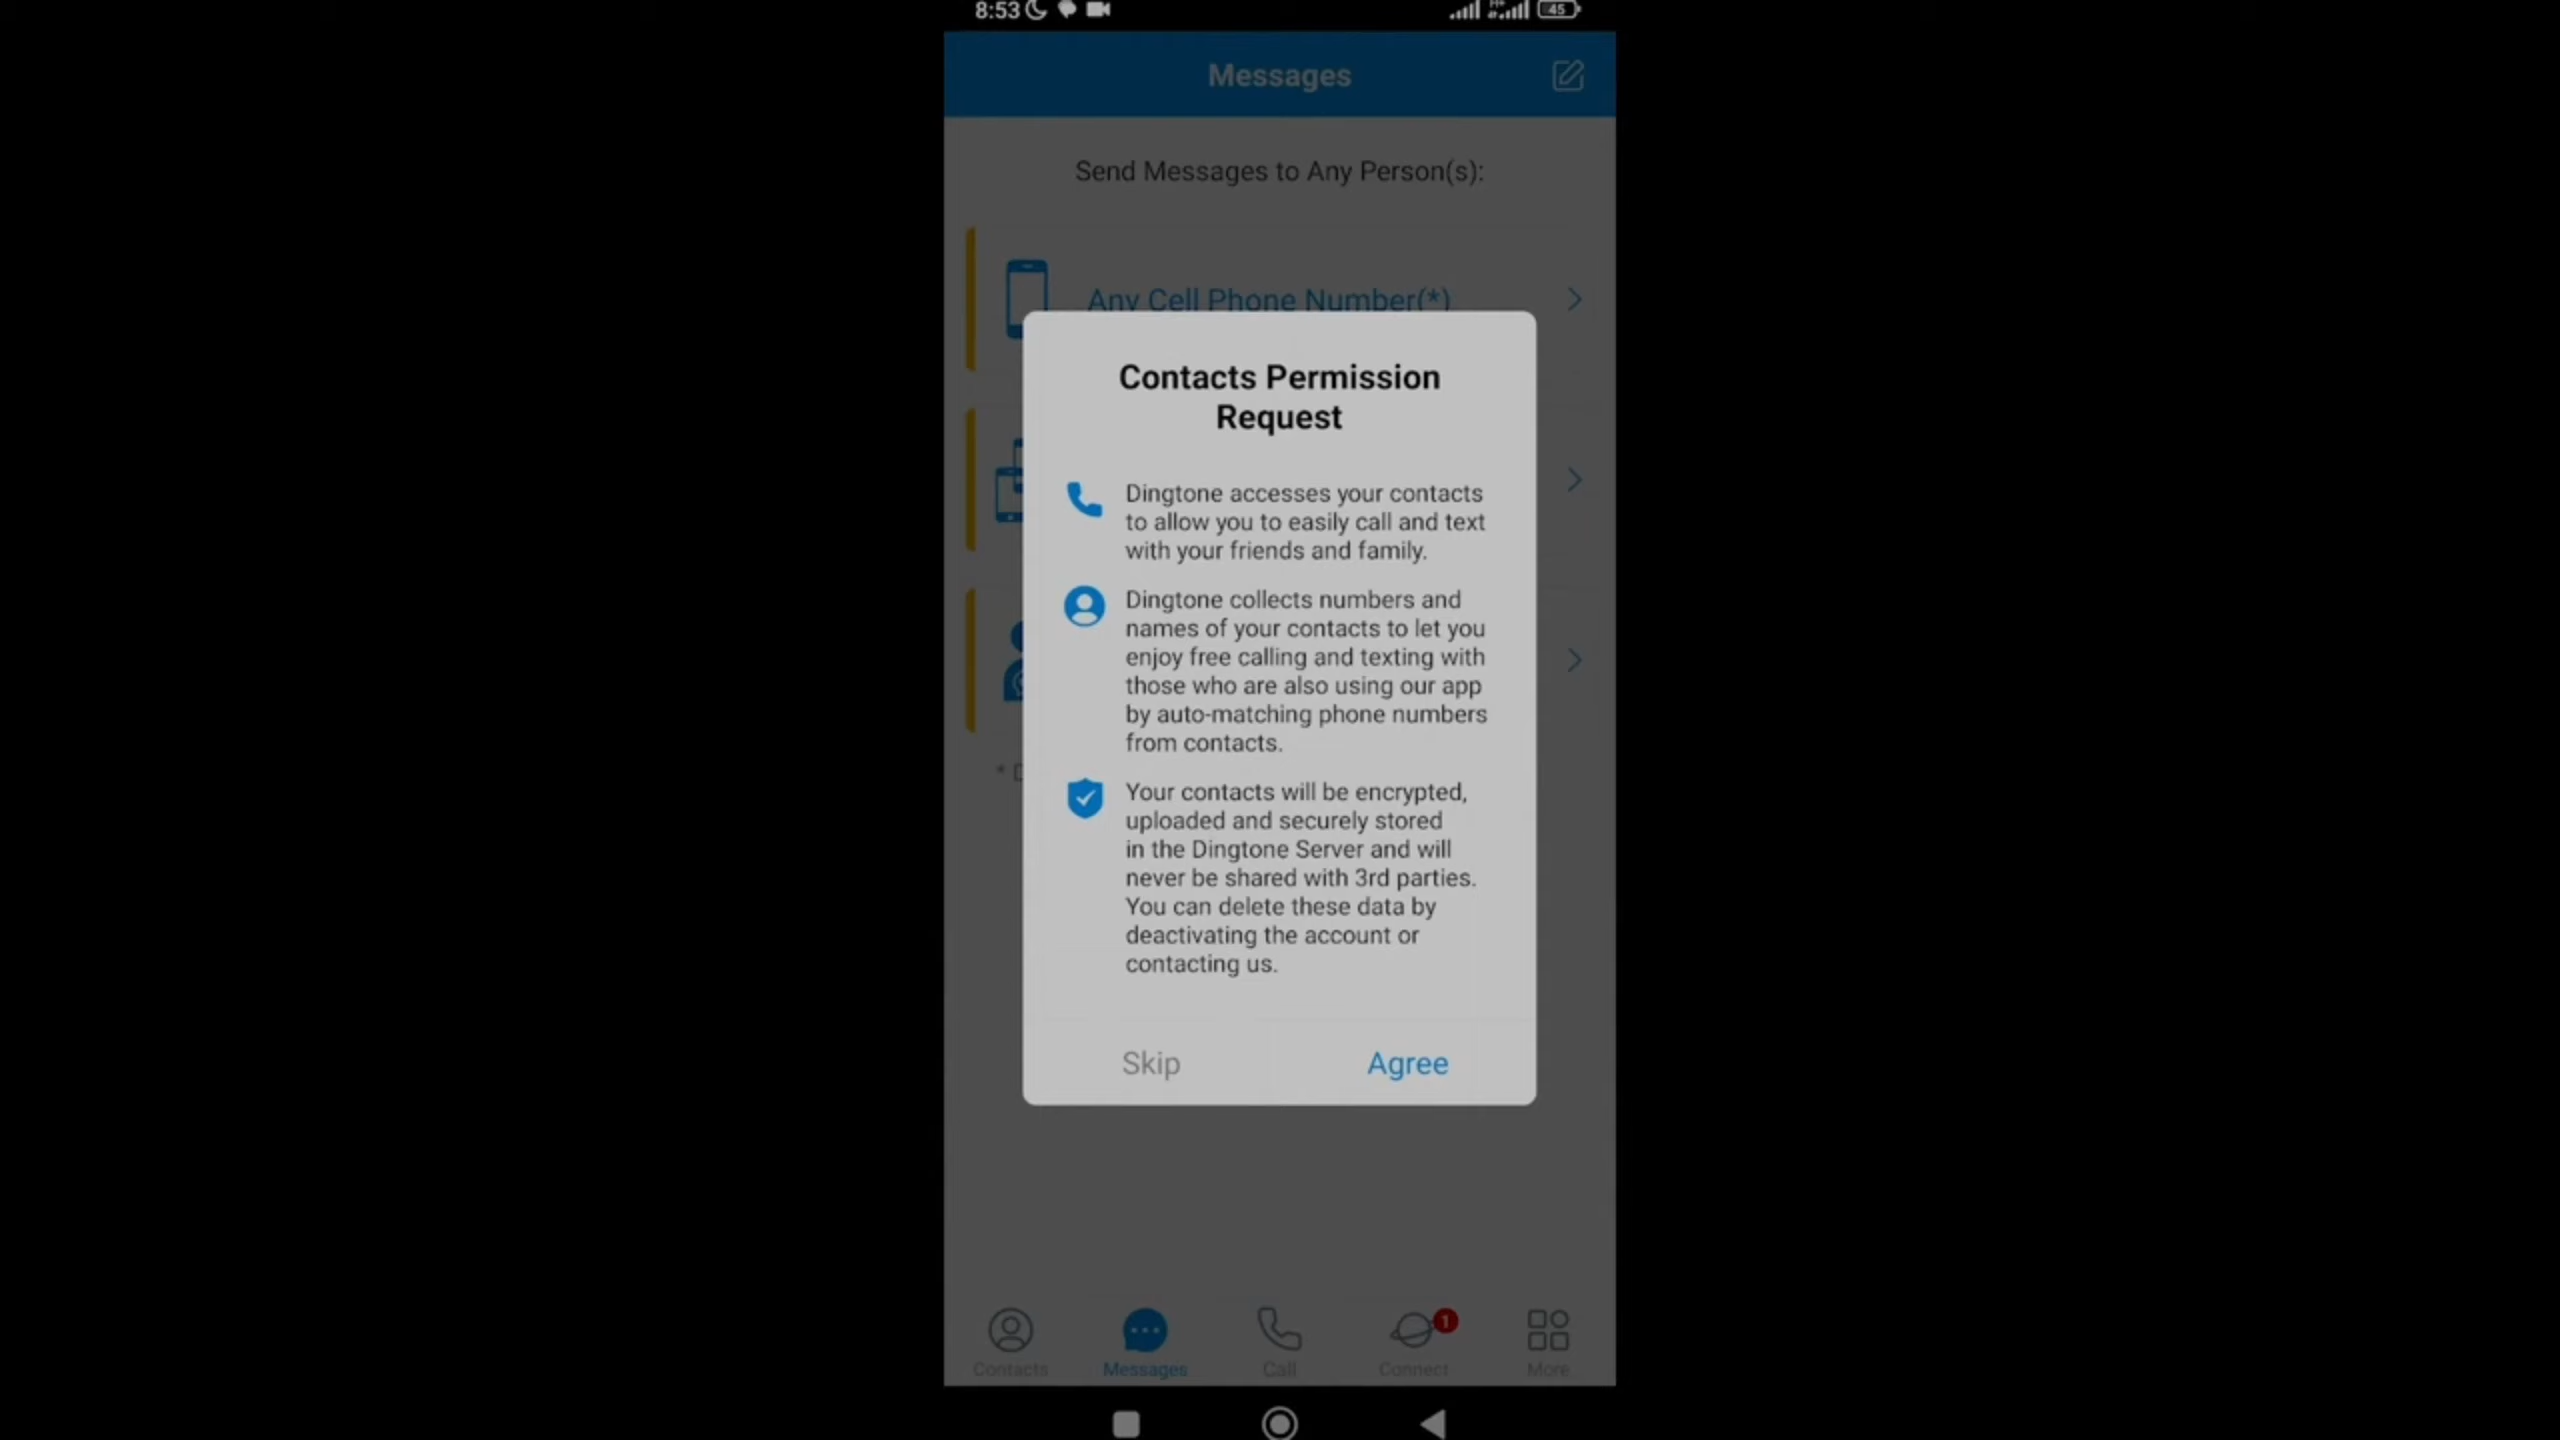 8:53
45
Messages
Send Messages to Any Person(s):
Any Cell Phone Number(*)
Contacts Permission
Request
Dingtone accesses your contacts
to allow you to easily call and text
with your friends and family.
Dingtone collects numbers and
names of your contacts to let you
enjoy free calling and texting with
those who are also using our app
by auto-matching phone numbers
from contacts.
*
Your contacts will be encrypted,
uploaded and securely stored
in the Dingtone Server and will
never be shared with 3rd parties.
You can delete these data by
deactivating the account or
contacting us.
Skip
Agree
1
Contacts
Messages
Call
Connect
More